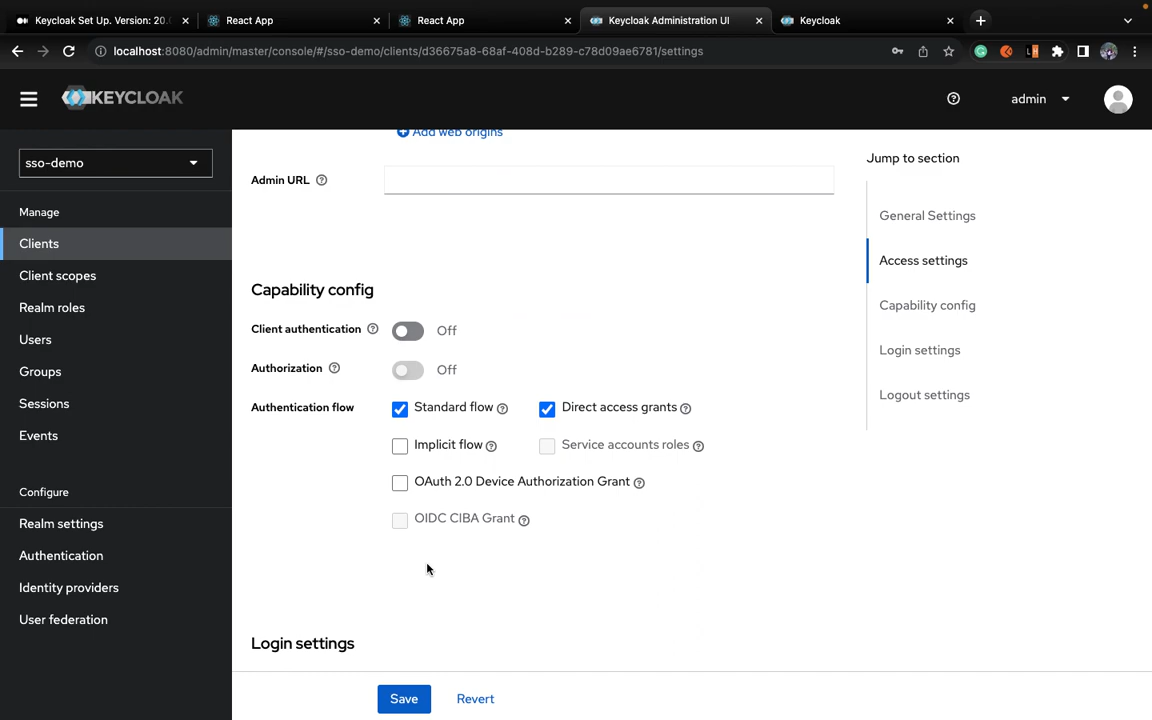 Keycloak Set Up. Version: 20.
React App
React App
Keycloak Administration UI
Keycloak
localhost:8080/admin/master/console/#/sso-demo/clients/d36675a8-68af-408d-b289-c78d09ae6781/settings
KEYCLOAK
admin
sso-demo
Manage
Clients
Client scopes
Realm roles
Users
Groups
Sessions
Events
Configure
Realm settings
Authentication
Identity providers
User federation
Add web origins
Admin URL
Capability config
Client authentication
Off
Authorization
Off
Authentication flow
Standard flow
Direct access grants
Implicit flow
Service accounts roles
OAuth 2.0 Device Authorization Grant
OIDC CIBA Grant
Login settings
Save
Revert
Jump to section
General Settings
Access settings
Capability config
Login settings
Logout settings